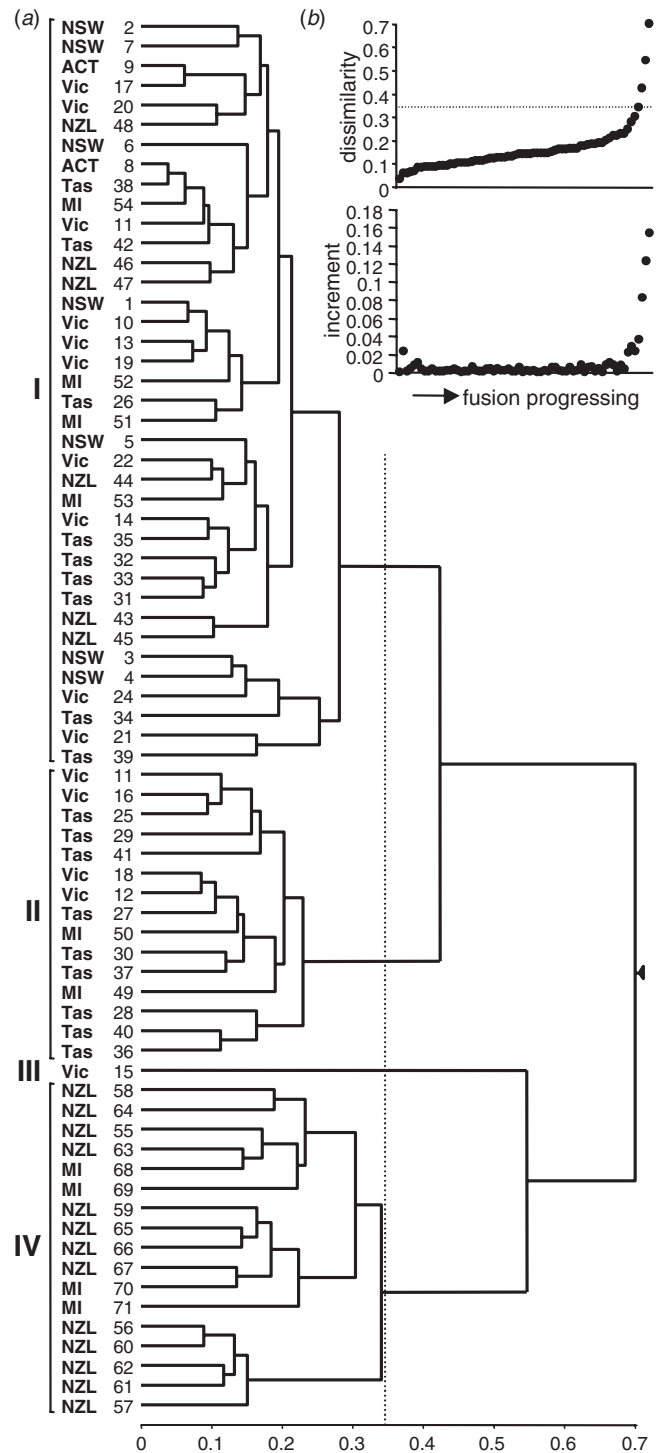 (a)
I
NSW 2
NSW 7
ACT 9
Vic 17
Vic 20
NZL 48
NSW 6
ACT 8
Tas 38
MI 54
Vic 11
Tas 42
NZL 46
NZL 47
NSW 1
Vic 10
Vic 13
Vic 19
MI 52
Tas 26
MI 51
NSW 5
Vic 22
NZL 44
MI 53
Vic 14
Tas 35
Tas 32
Tas 33
Tas 31
NZL 43
NZL 45
NSW 3
NSW 4
Vic 24
Tas 34
Vic 21
Tas 39
II
Vic 11
Vic 16
Tas 25
Tas 29
Tas 41
Vic 18
Vic 12
Tas 27
MI 50
Tas 30
Tas 37
MI 49
Tas 28
Tas 40
Tas 36
III
Vic 15
IV
NZL 58
NZL 64
NZL 55
NZL 63
MI 68
MI 69
NZL 59
NZL 65
NZL 66
NZL 67
MI 70
MI 71
NZL 56
NZL 60
NZL 62
NZL 61
NZL 57
0 0.1 0.2 0.3 0.4 0.5 0.6 0.7
(b)
dissimilarity
0.7
0.6
0.5
0.4
0.3
0.2
0.1
0
increment
0.18
0.16
0.14
0.12
0.10
0.08
0.06
0.04
0.02
0
fusion progressing